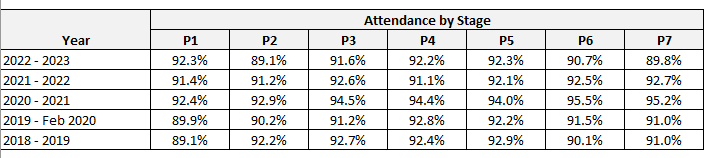 Attendance by Stage
Year P1 P2 P3 P4 P5 P6 P7
2022 - 2023 92.3% 89.1% 91.6% 92.2% 92.3% 90.7% 89.8%
2021 - 2022 91.4% 91.2% 92.6% 91.1% 92.1% 92.5% 92.7%
2020 - 2021 92.4% 92.9% 94.5% 94.4% 94.0% 95.5% 95.2%
2019 - Feb 2020 89.9% 90.2% 91.2% 92.8% 92.2% 91.5% 91.0%
2018 - 2019 89.1% 92.2% 92.7% 92.4% 92.9% 90.1% 91.0%